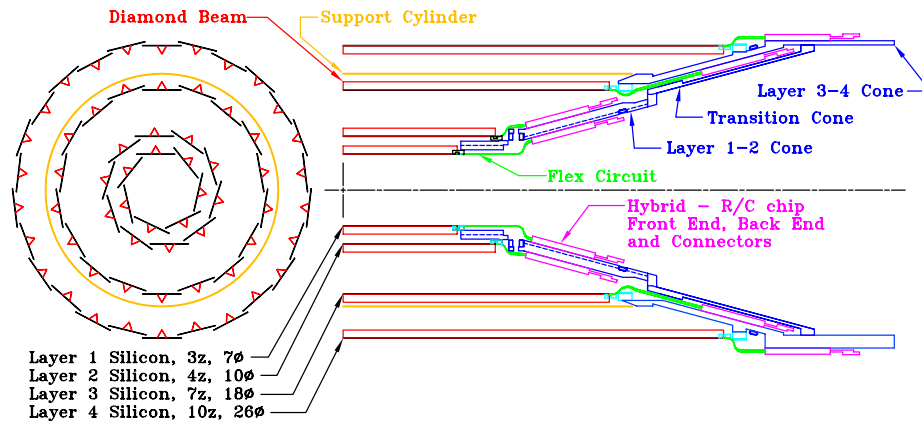 Diamond Beam
Support Cylinder
Layer 3-4 Cone
Transition Cone
Layer 1-2 Cone
Flex Circuit
Hybrid - R/C chip
Front End, Back End
and Connectors
Layer 1 Silicon, 3z, 7ø
Layer 2 Silicon, 4z, 10ø
Layer 3 Silicon, 7z, 18ø
Layer 4 Silicon, 10z, 26ø